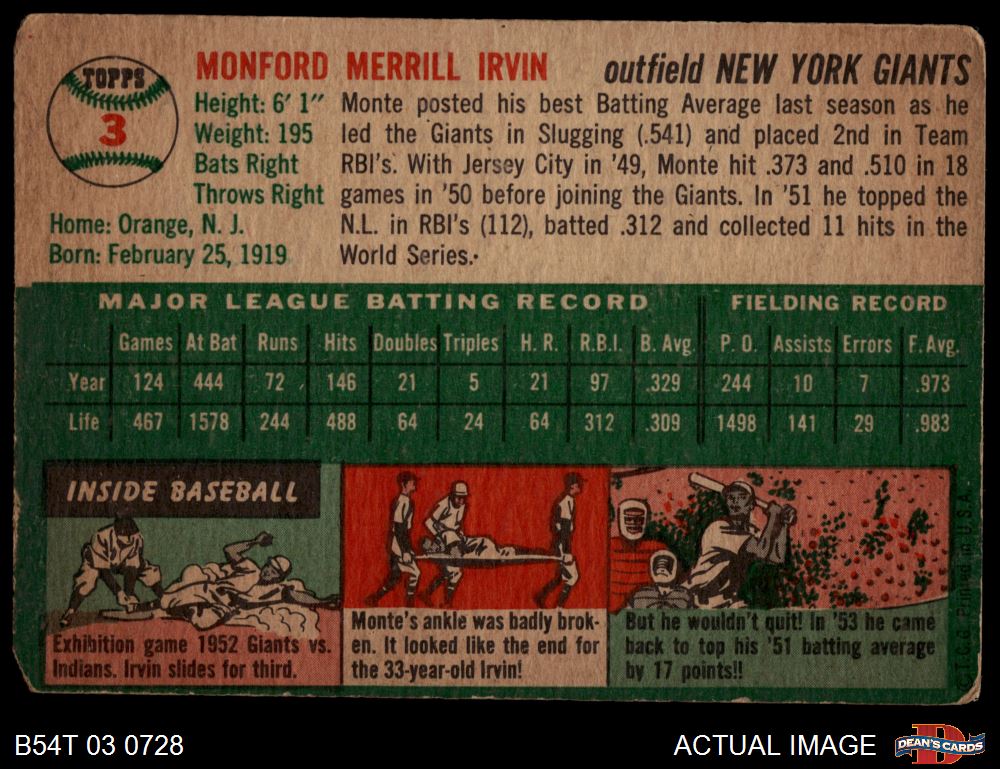 TOPPS
3
MONFORD MERRILL IRVIN outfield NEW YORK GIANTS
Height: 6' 1"
Weight: 195
Bats Right
Throws Right
Home: Orange, N. J.
Born: February 25, 1919
Monte posted his best Batting Average last season as he
led the Giants in Slugging (.541) and placed 2nd in Team
RBI's. With Jersey City in '49, Monte hit .373 and .510 in 18
games in '50 before joining the Giants. In '51 he topped the
N.L. in RBI's (112), batted .312 and collected 11 hits in the
World Series.
MAJOR LEAGUE BATTING RECORD FIELDING RECORD
Games At Bat Runs Hits Doubles Triples H. R. R.B.I. B. Avg. P. O. Assists Errors F. Avg.
Year 124 444 72 146 21 5 21 97 .329 244 10 7 .973
Life 467 1578 244 488 64 24 64 312 .309 1498 141 29 .983
INSIDE BASEBALL
Exhibition game 1952 Giants vs.
Indians. Irvin slides for third.
Monte's ankle was badly brok-
en. It looked like the end for
the 33-year-old Irvin!
But he wouldn't quit! In '53 he came
back to top his '51 batting average
by 17 points!!
T.C.G. Printed in U.S.A.
B54T 03 0728
ACTUAL IMAGE
D
DEAN'S CARDS